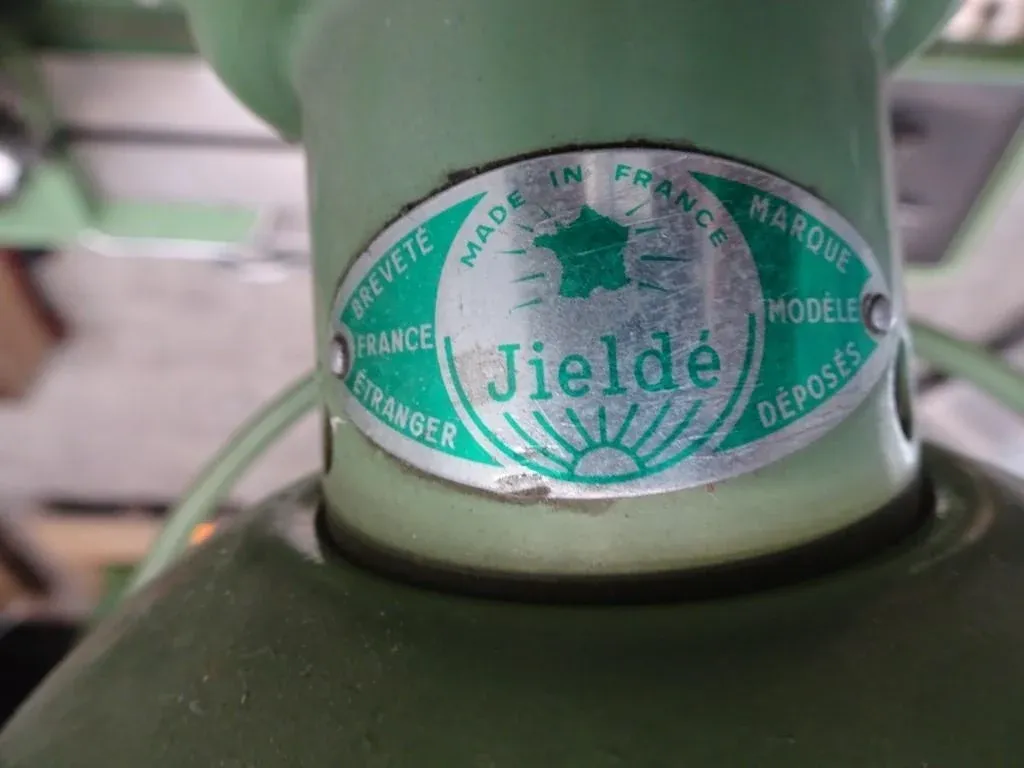 MADE IN FRANCE
BREVETÉ
FRANCE
ÉTRANGER
Jieldé
MARQUE
MODÈLE
DÉPOSÉS